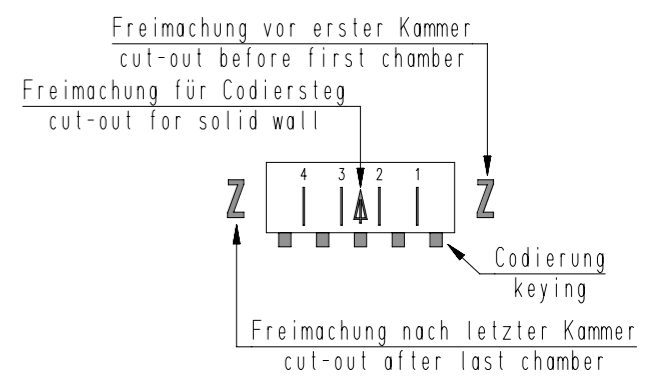 Freimachung vor erster Kammer
cut-out before first chamber
Freimachung für Codiersteg
cut-out for solid wall
4 3 2 1
Z Z
Codierung
keying
Freimachung nach letzter Kammer
cut-out after last chamber